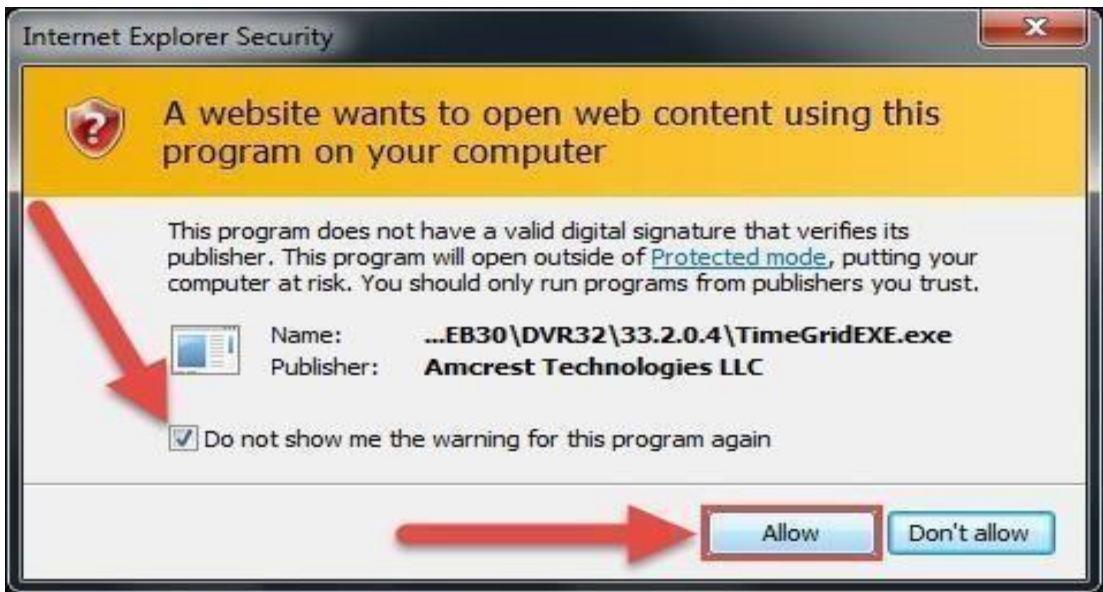 Internet Explorer Security
A website wants to open web content using this
program on your computer
This program does not have a valid digital signature that verifies its
publisher. This program will open outside of Protected mode, putting your
computer at risk. You should only run programs from publishers you trust.
Name: ...EB30\DVR32\33.2.0.4\TimeGridEXE.exe
Publisher: Amcrest Technologies LLC
Do not show me the warning for this program again
Allow Don't allow